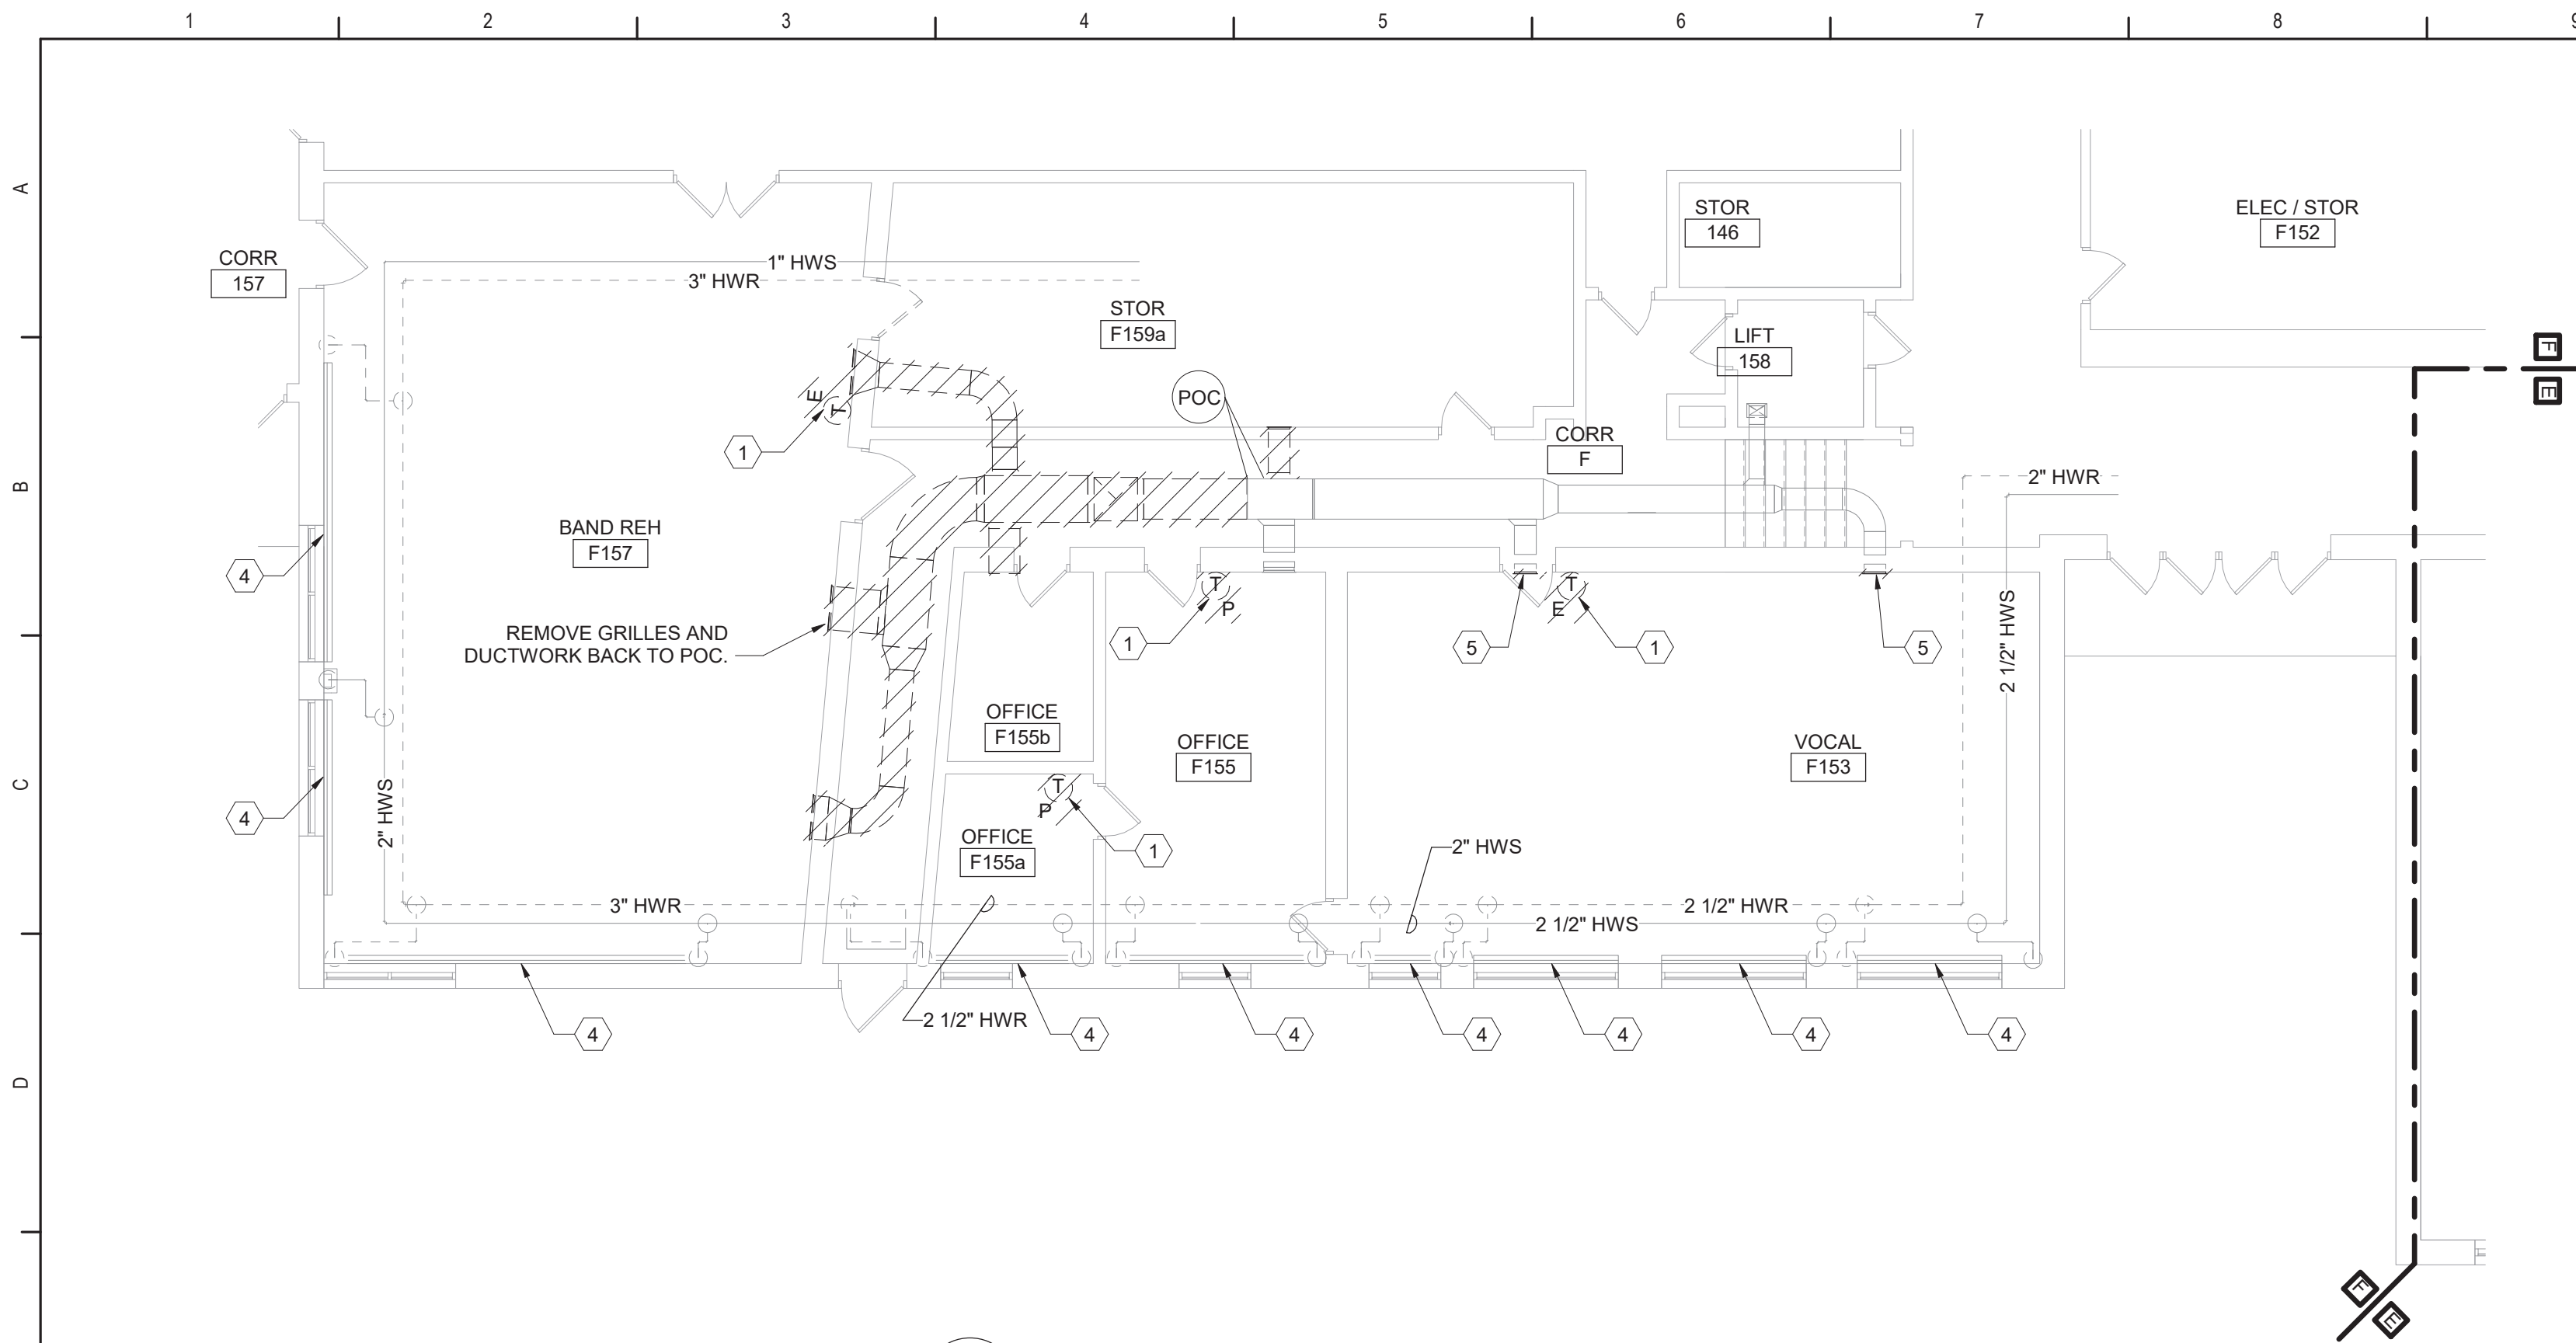 1 2 3 4 5 6 7 8 9
A
B
C
D
CORR
157
1" HWS
3" HWR
STOR
F159a
STOR
146
ELEC / STOR
F152
LIFT
158
POC
CORR
F
E
T
1
BAND REH
F157
4
REMOVE GRILLES AND
DUCTWORK BACK TO POC.
T
P
1
5
T
E
1
5
2" HWR
2 1/2" HWS
OFFICE
F155b
OFFICE
F155
VOCAL
F153
4
2" HWS
T
P
1
OFFICE
F155a
2" HWS
3" HWR
2 1/2" HWR
2 1/2" HWS
2 1/2" HWR
4
4
4
4
4
4
4
F
E
F
E